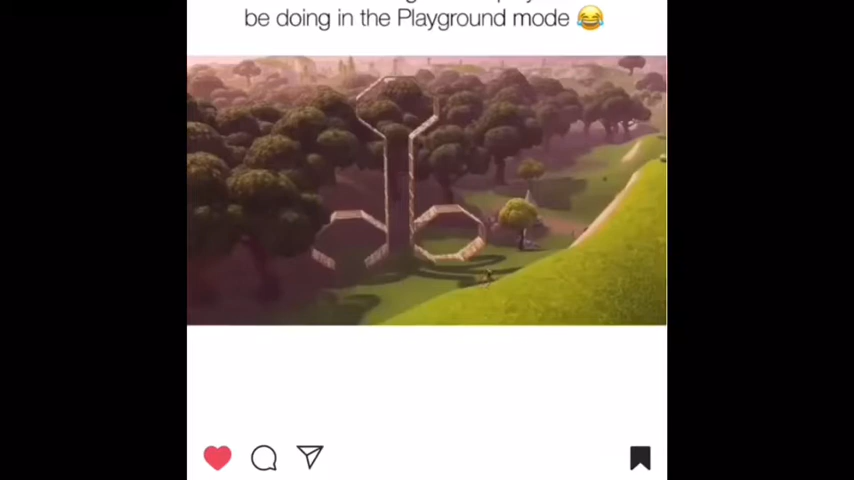 be doing in the Playground mode 😂